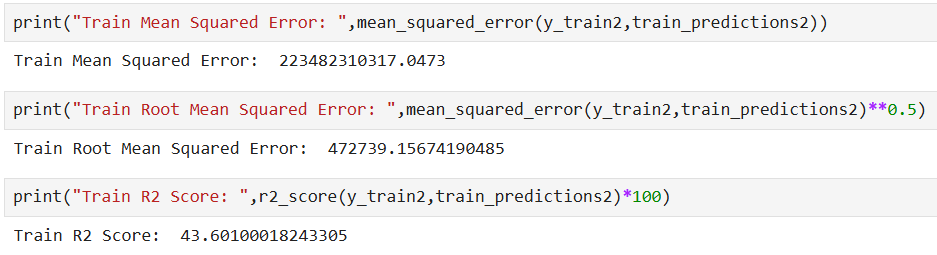 print("Train Mean Squared Error: ",mean_squared_error(y_train2,train_predictions2))
Train Mean Squared Error:  223482310317.0473
print("Train Root Mean Squared Error: ",mean_squared_error(y_train2,train_predictions2)**0.5)
Train Root Mean Squared Error:  472739.15674190485
print("Train R2 Score: ",r2_score(y_train2,train_predictions2)*100)
Train R2 Score:  43.60100018243305